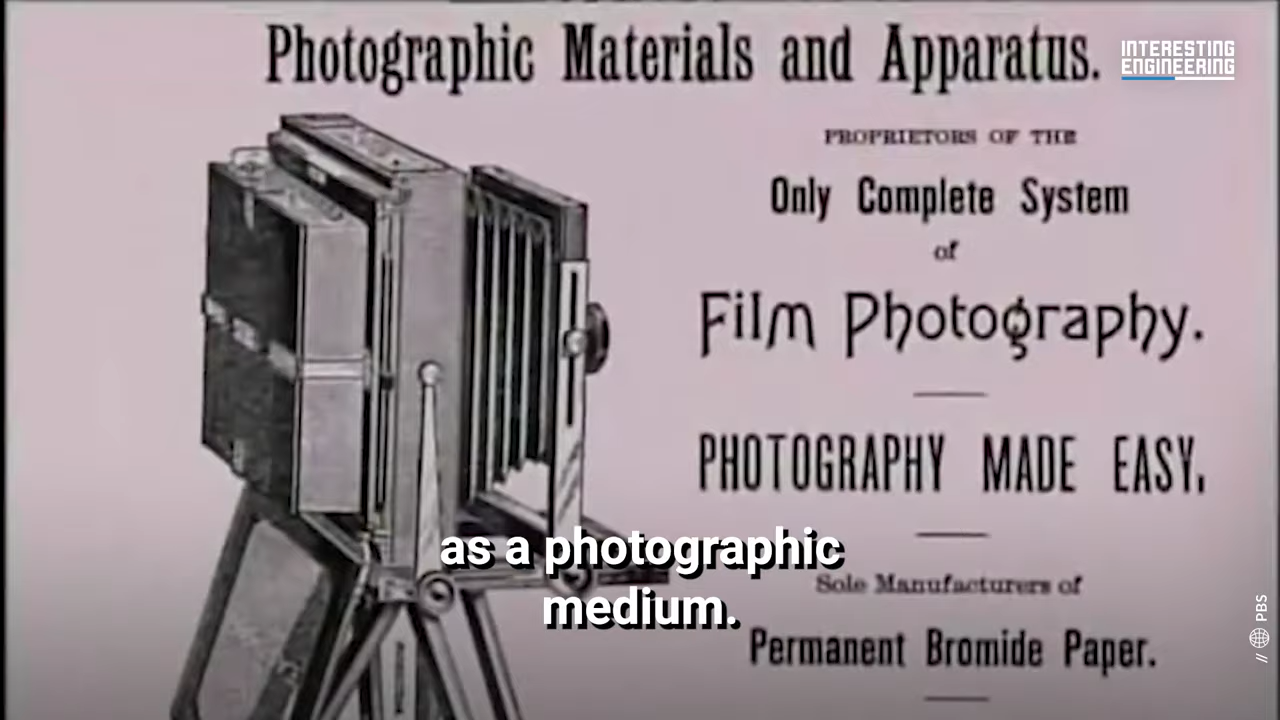 Photographic Materials and Apparatus.
INTERESTING
ENGINEERING
PROPRIETORS OF THE
Only Complete System
of
Film Photography.
PHOTOGRAPHY MADE EASY.
as a photographic
medium.
Sole Manufacturers of
Permanent Bromide Paper.
// PBS